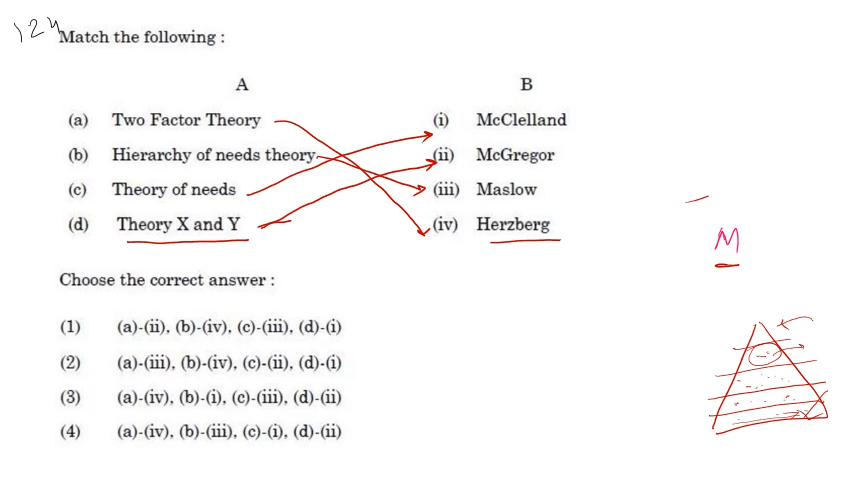 124
Match the following :
A B
(a) Two Factor Theory (i) McClelland
(b) Hierarchy of needs theory (ii) McGregor
(c) Theory of needs (iii) Maslow
(d) Theory X and Y (iv) Herzberg
M
Choose the correct answer :
(1) (a)-(ii), (b)-(iv), (c)-(iii), (d)-(i)
(2) (a)-(iii), (b)-(iv), (c)-(ii), (d)-(i)
(3) (a)-(iv), (b)-(i), (c)-(iii), (d)-(ii)
(4) (a)-(iv), (b)-(iii), (c)-(i), (d)-(ii)